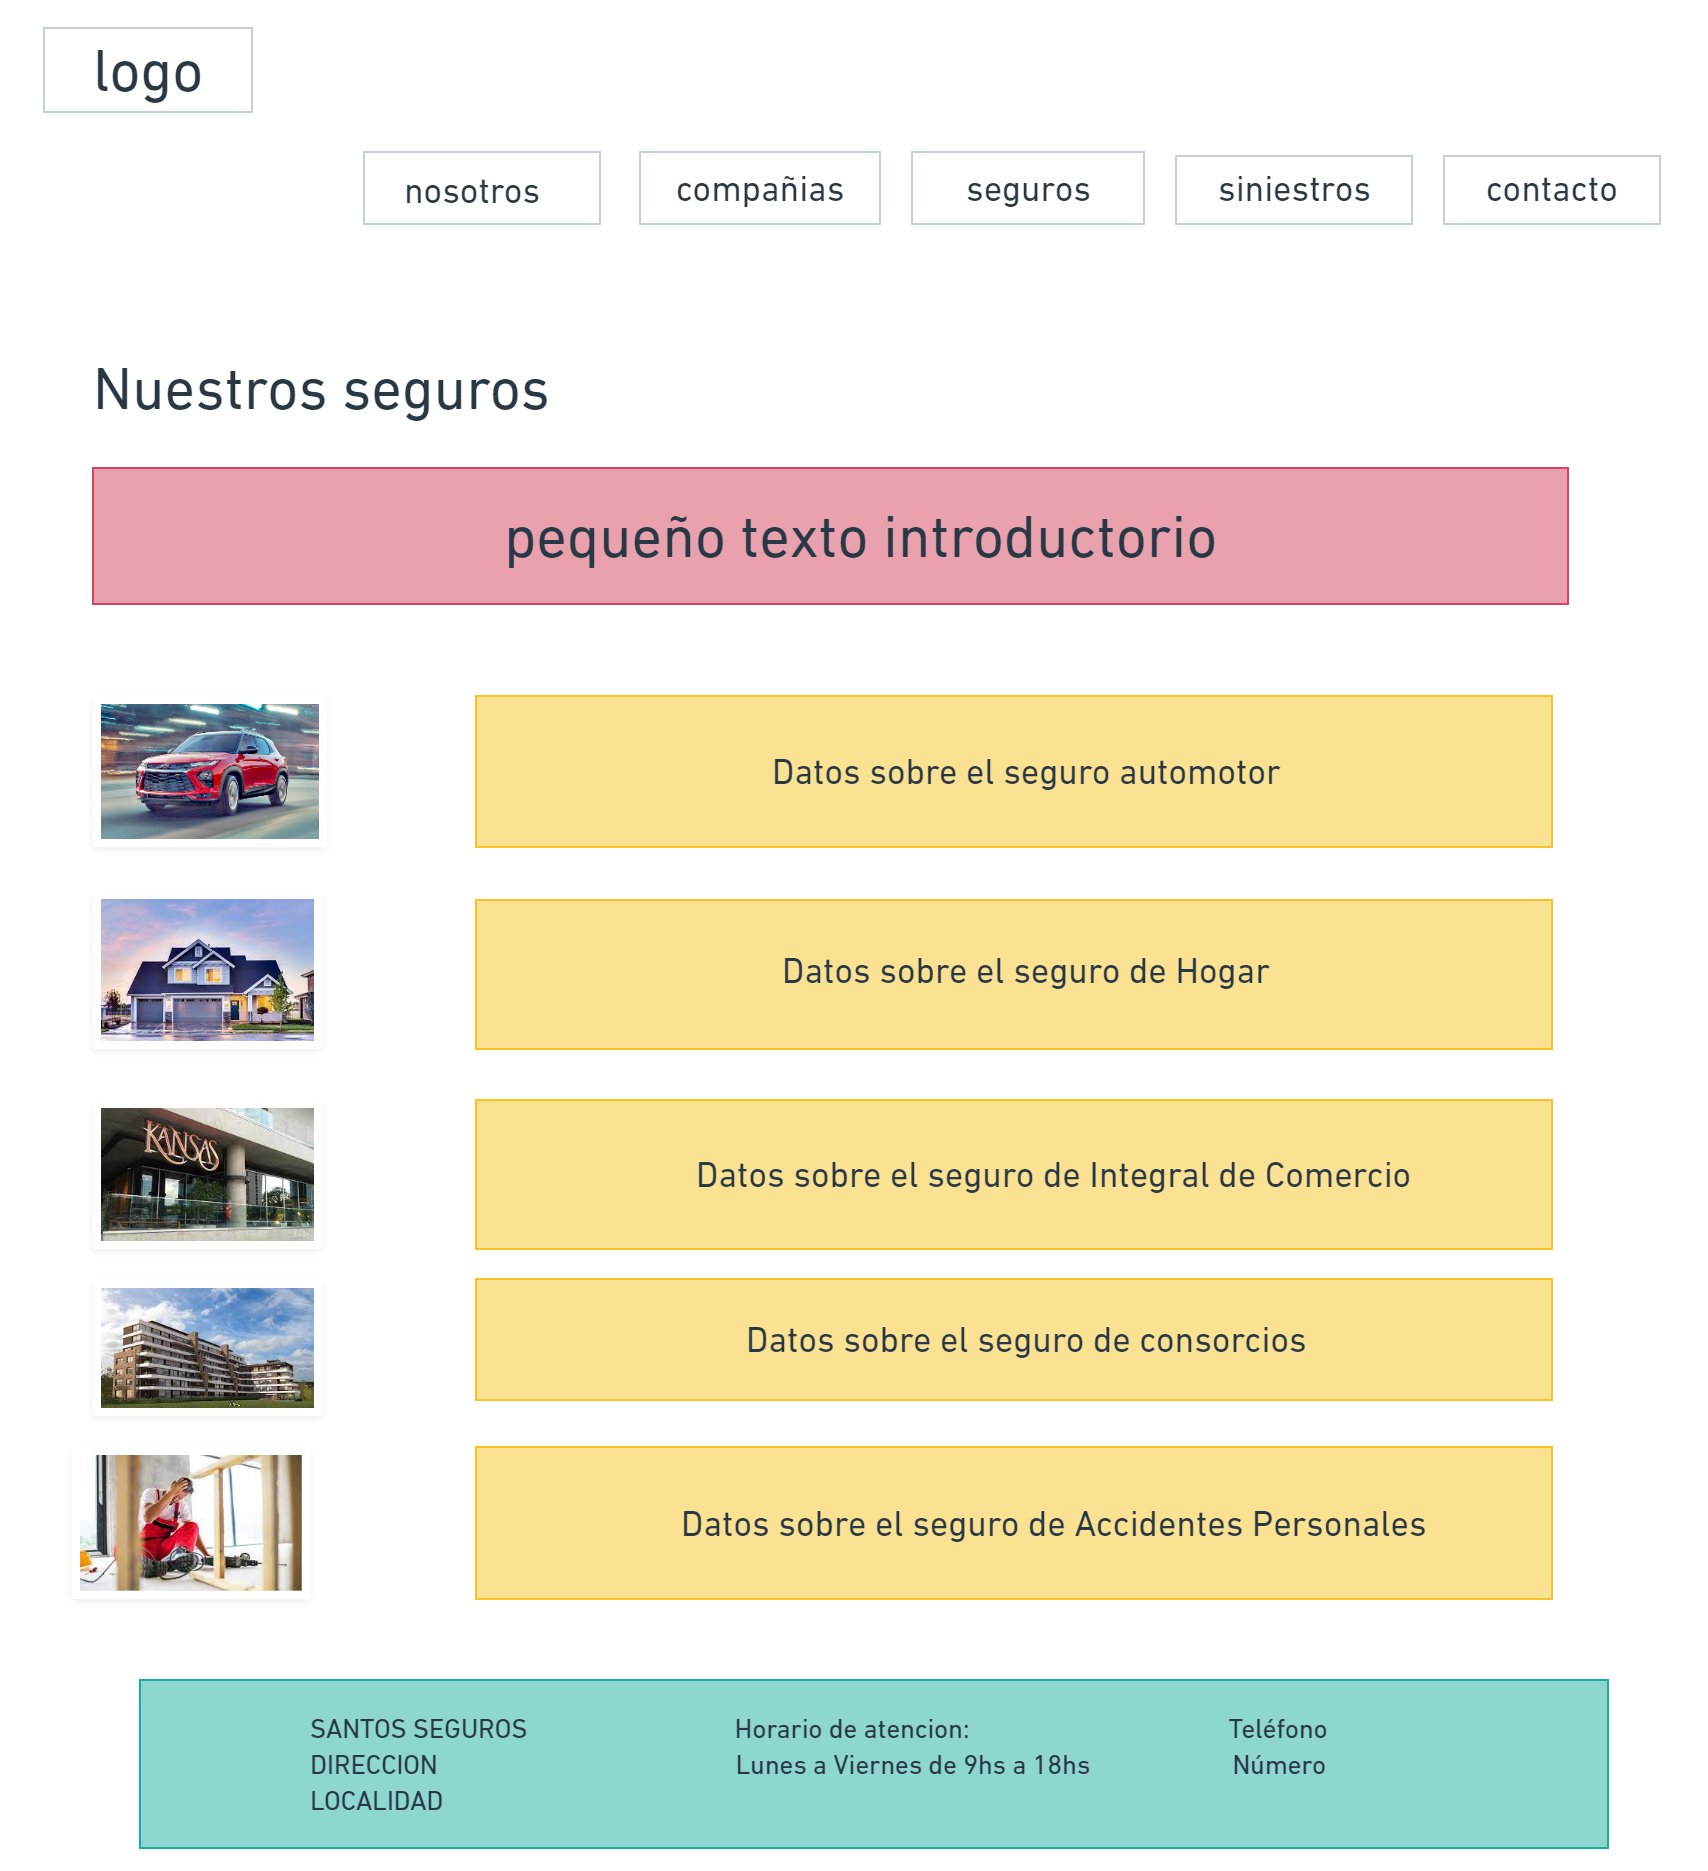 logo
nosotros
compañias
seguros
siniestros
contacto
Nuestros seguros
pequeño texto introductorio
Datos sobre el seguro automotor
Datos sobre el seguro de Hogar
KANSAS
Datos sobre el seguro de Integral de Comercio
Datos sobre el seguro de consorcios
Datos sobre el seguro de Accidentes Personales
SANTOS SEGUROS
DIRECCION
LOCALIDAD
Horario de atencion:
Lunes a Viernes de 9hs a 18hs
Teléfono
Número